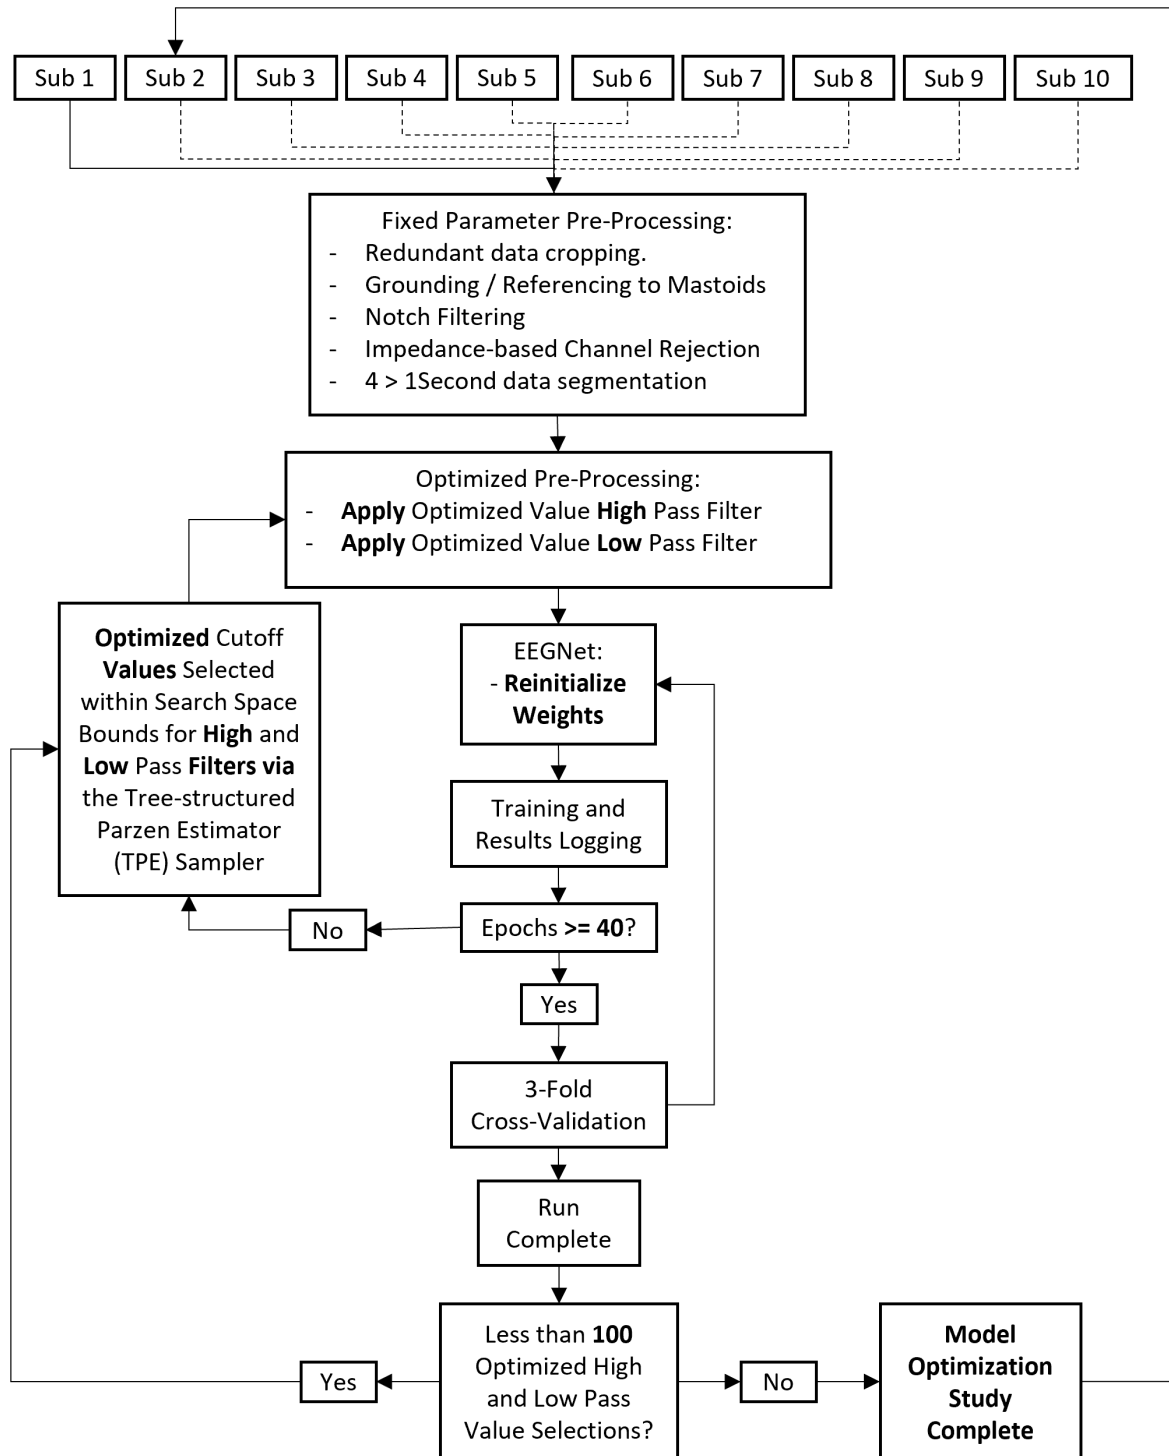 Sub 1
Sub 2
Sub 3
Sub 4
Sub 5
Sub 6
Sub 7
Sub 8
Sub 9
Sub 10
Fixed Parameter Pre-Processing:
- Redundant data cropping.
- Grounding / Referencing to Mastoids
- Notch Filtering
- Impedance-based Channel Rejection
- 4 > 1Second data segmentation
Optimized Pre-Processing:
- Apply Optimized Value High Pass Filter
- Apply Optimized Value Low Pass Filter
Optimized Cutoff
Values Selected
within Search Space
Bounds for High and
Low Pass Filters via
the Tree-structured
Parzen Estimator
(TPE) Sampler
EEGNet:
- Reinitialize
Weights
Training and
Results Logging
Epochs >= 40?
No
Yes
3-Fold
Cross-Validation
Run
Complete
Less than 100
Optimized High
and Low Pass
Value Selections?
Yes
No
Model
Optimization
Study
Complete